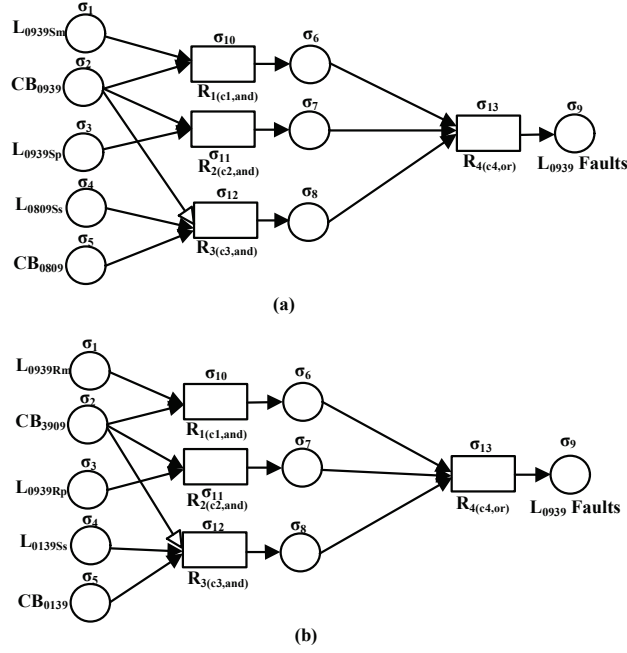 σ1
L0939Sm
σ10
σ6
σ2
CB0939
R1(c1,and)
σ7
σ13
σ9
σ3
L0939Sp
σ11
R2(c2,and)
R4(c4,or)
L0939 Faults
σ4
L0809Ss
σ12
σ8
σ5
CB0809
R3(c3,and)
(a)
σ1
L0939Rm
σ10
σ6
σ2
CB3909
R1(c1,and)
σ7
σ13
σ9
σ3
L0939Rp
R2(c2,and)
σ11
R4(c4,or)
L0939 Faults
σ4
L0139Ss
σ12
σ8
σ5
CB0139
R3(c3,and)
(b)